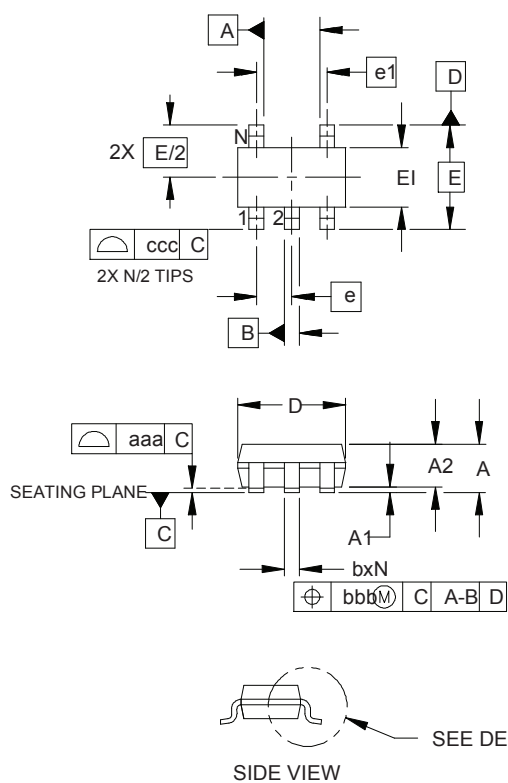 A
e1
D
N
2X E/2
EI
E
1
2
ccc C
2X N/2 TIPS
e
B
D
aaa C
A2
A
SEATING PLANE
C
A1
bxN
bbb M C A-B D
SEE DE
SIDE VIEW